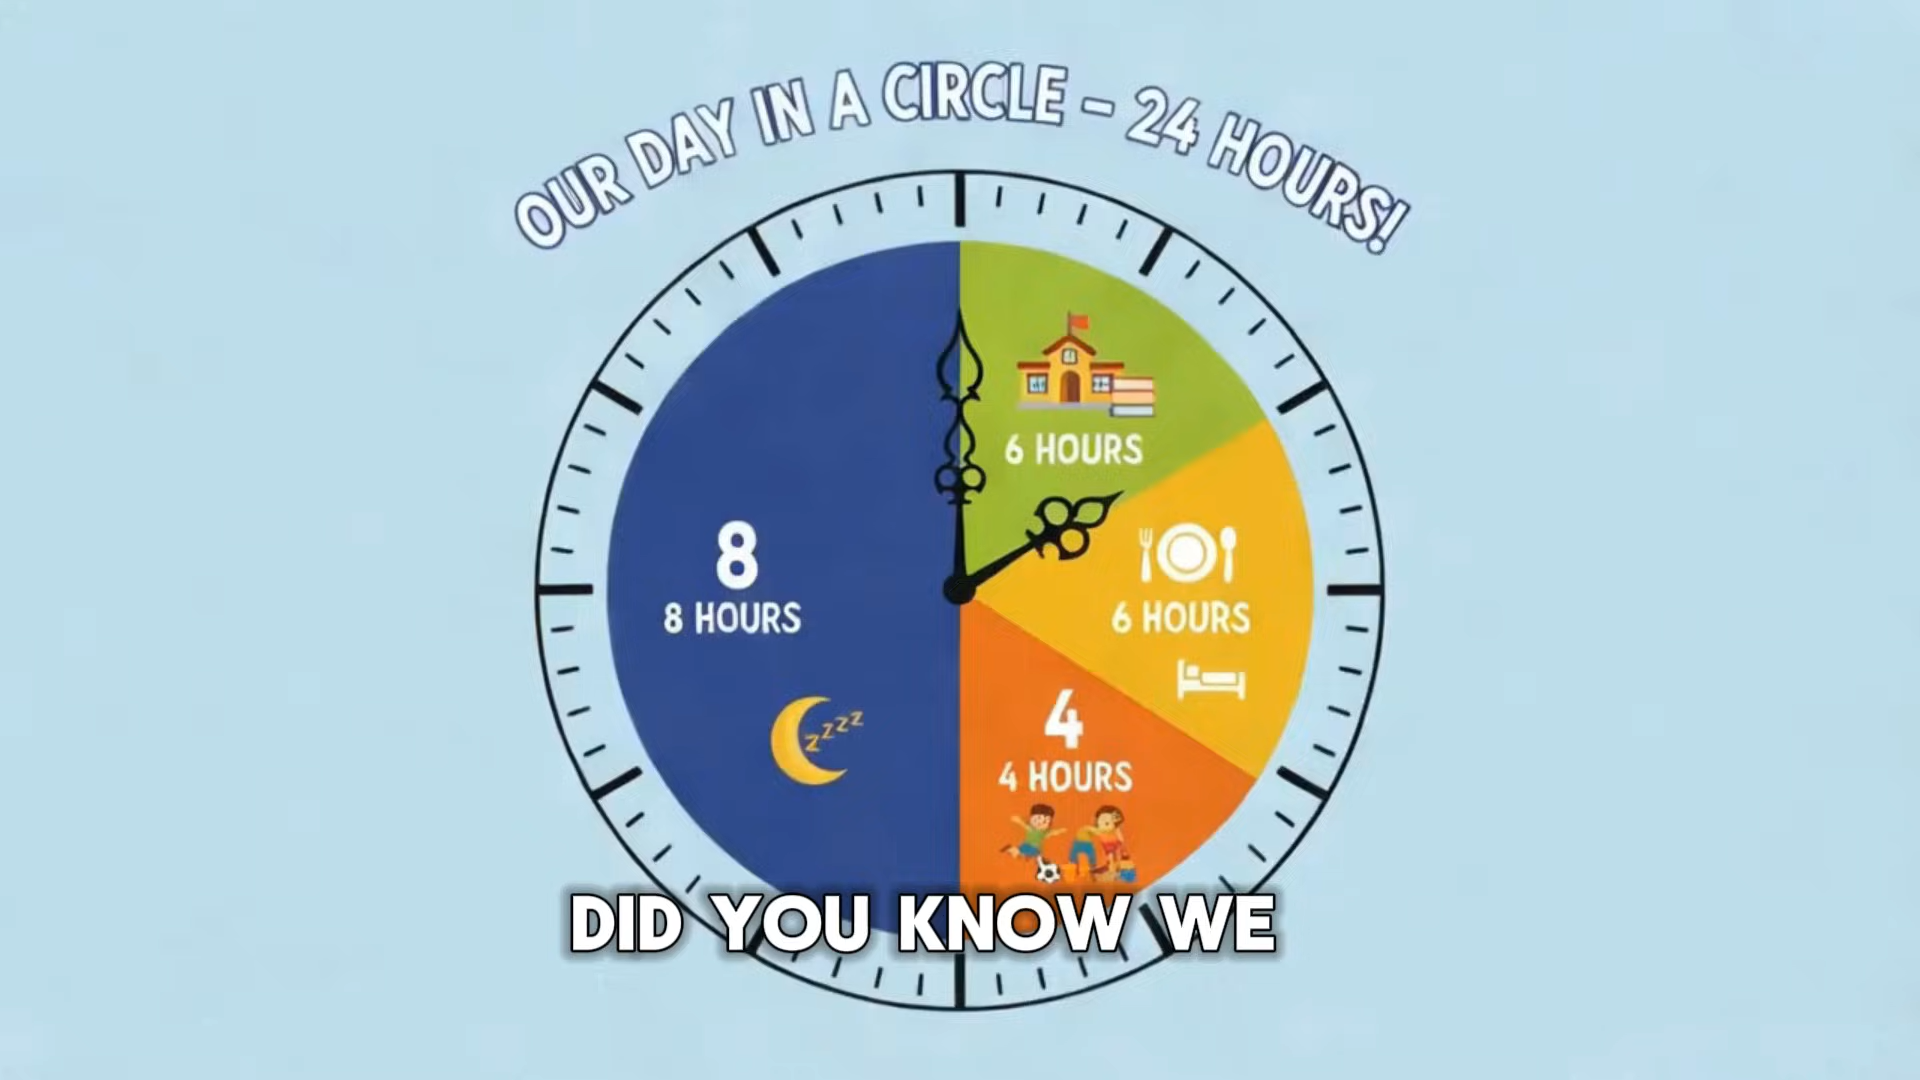 OUR DAY IN A CIRCLE – 24 HOURS!
6 HOURS
8
8 HOURS
6 HOURS
zzzz
4
4 HOURS
DID YOU KNOW WE